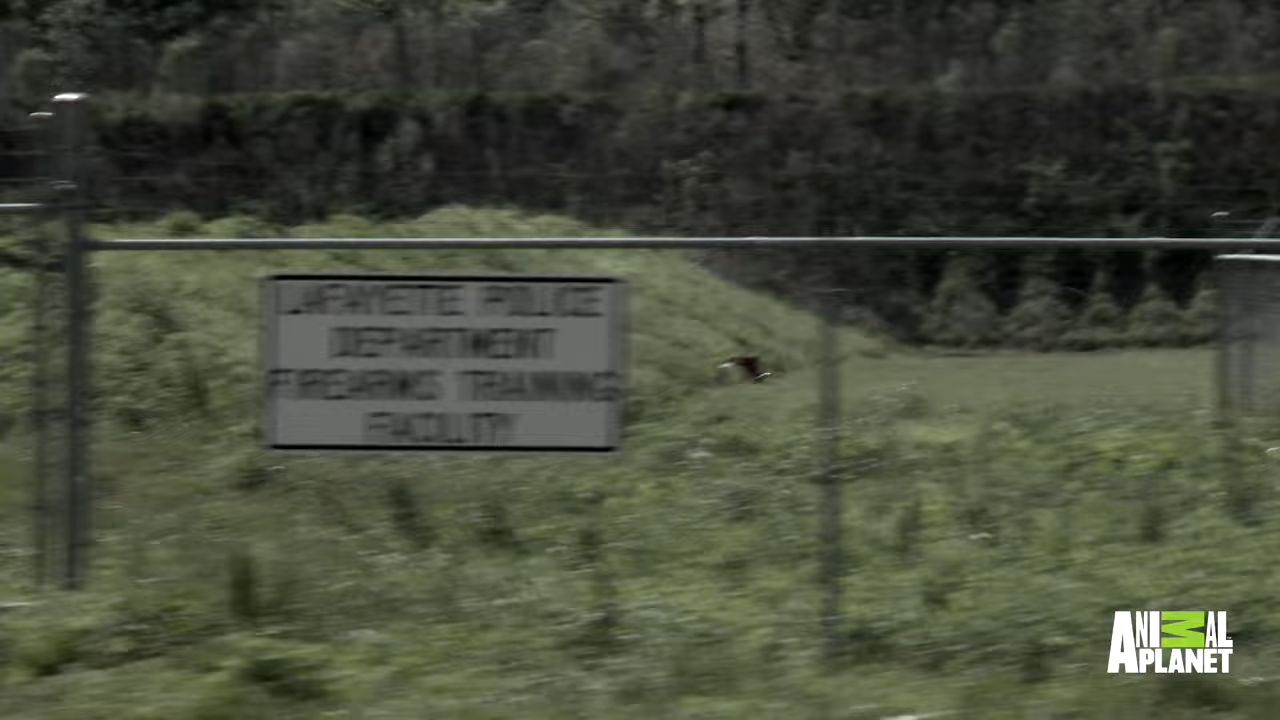 LAFAYETTE POLICE
DEPARTMENT
FIREARMS TRAINING
FACILITY
ANIMAL
PLANET